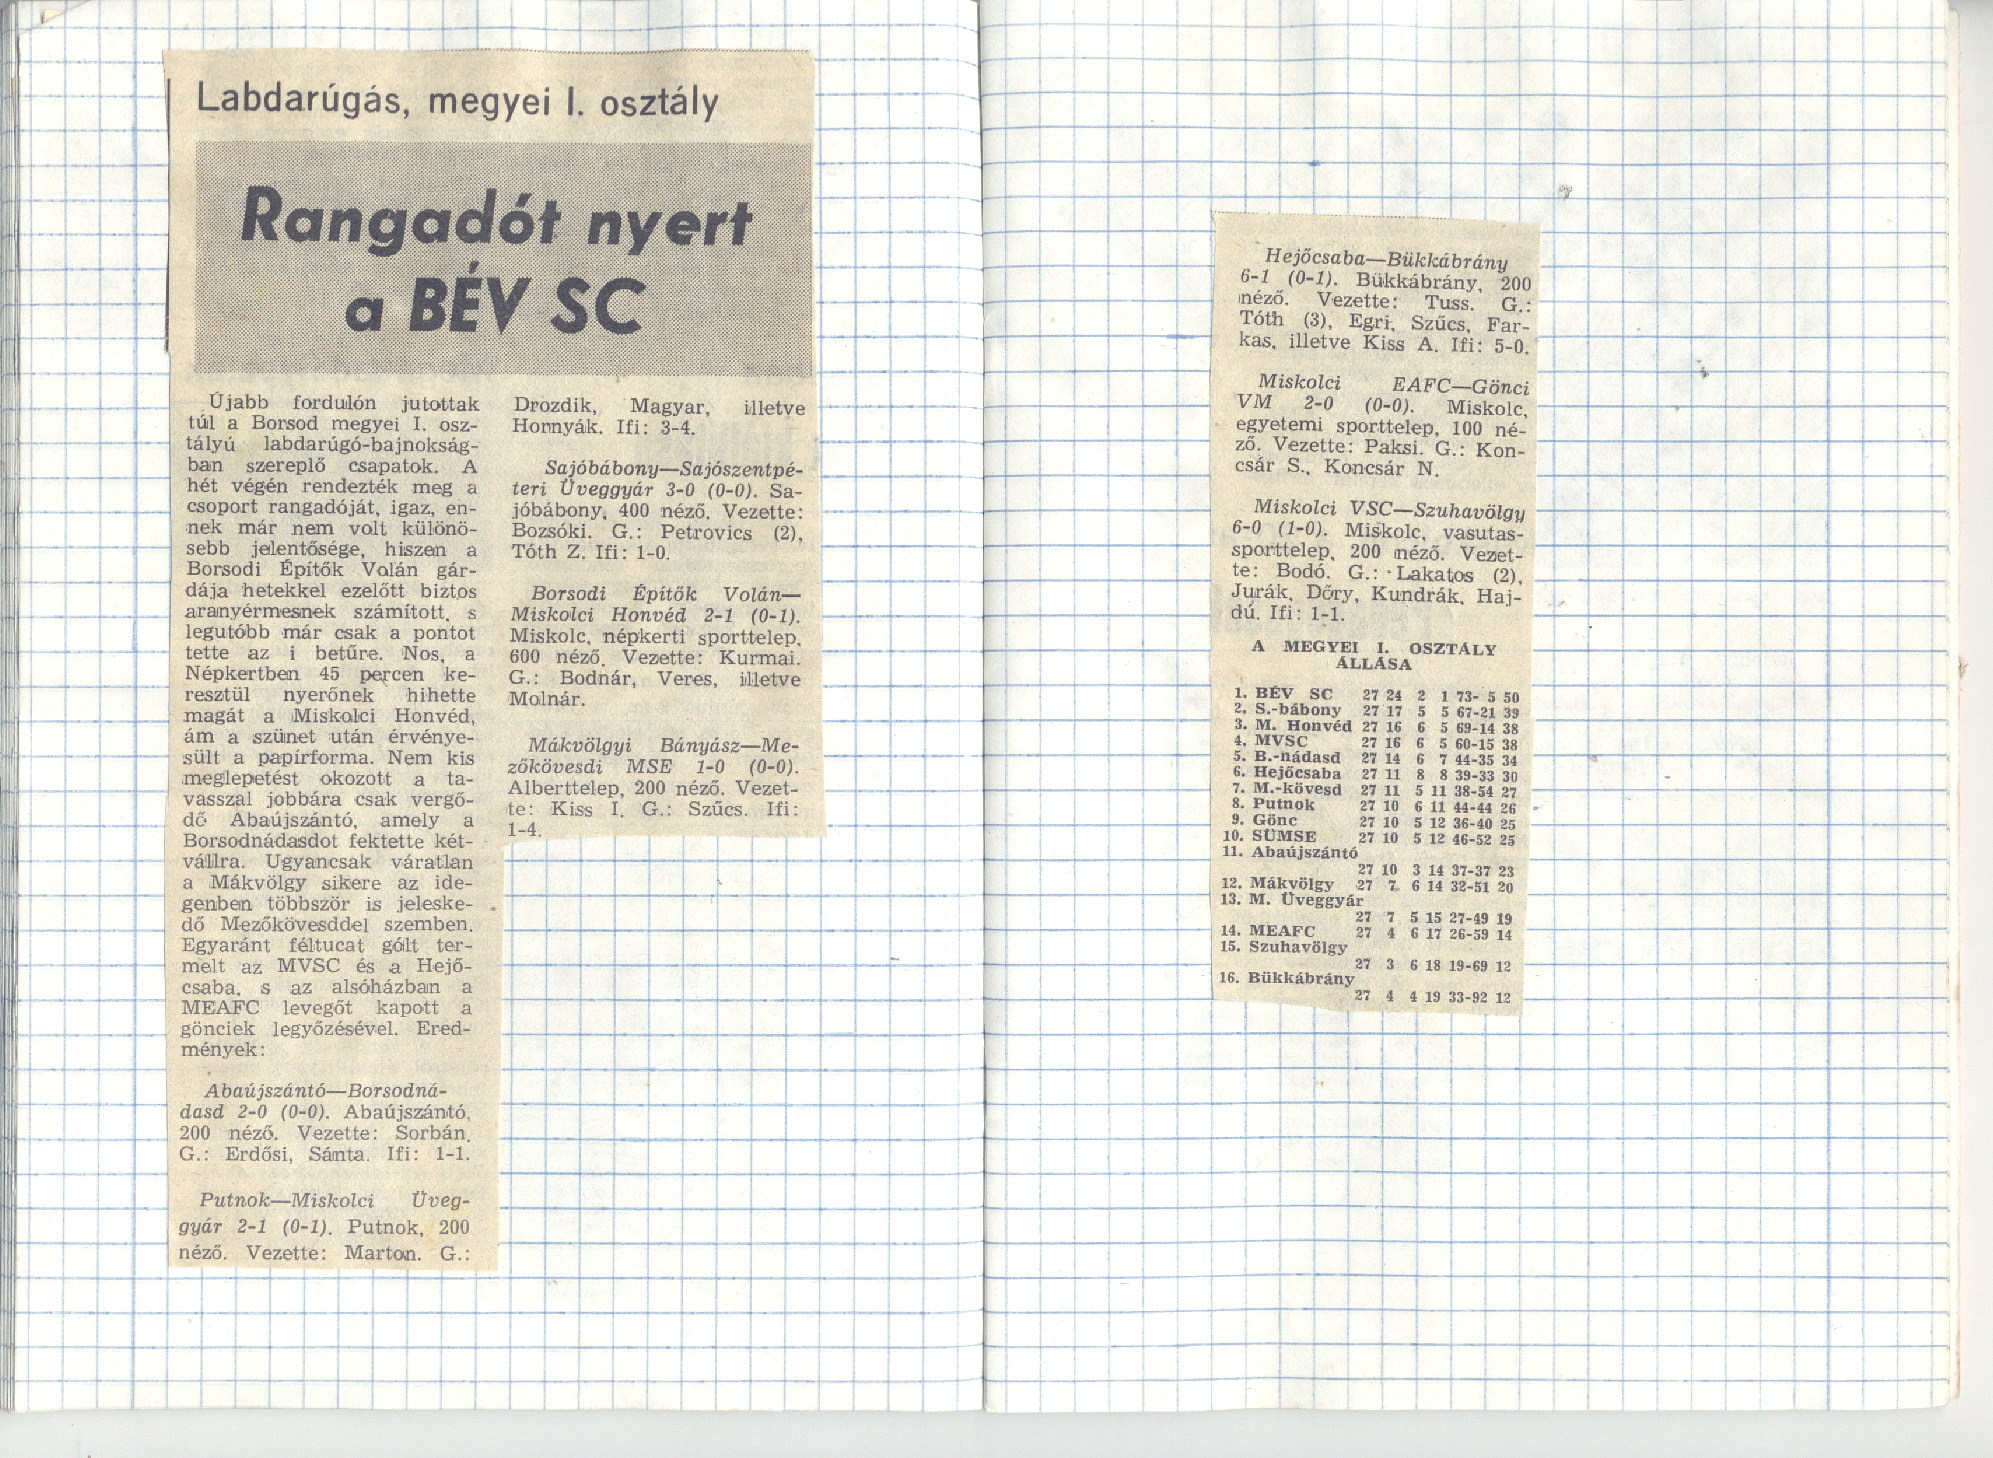 Labdarúgás, megyei I. osztály
Rangadót nyert
a BÉV SC
Újabb fordulón jutottak
túl a Borsod megyei I. osz-
tályú labdarúgó-bajnokság-
ban szereplő csapatok. A
hét végén rendezték meg a
csoport rangadóját, igaz, en-
nek már nem volt különö-
sebb jelentősége, hiszen a
Borsodi Építők Volán gár-
dája hetekkel ezelőtt biztos
aranyérmesnek számított, s
legutóbb már csak a pontot
tette az i betűre. Nos, a
Népkertben 45 percen ke-
resztül nyerőnek hihette
magát a Miskolci Honvéd,
ám a szünet után érvénye-
sült a papírforma. Nem kis
meglepetést okozott a ta-
vasszal jobbára csak vergő-
dő Abaújszántó, amely a
Borsodnádasdot fektette két-
vállra. Ugyancsak váratlan
a Mákvölgy sikere az ide-
genben többször is jeleske-
dő Mezőkövesddel szemben.
Egyaránt féltucat gólt ter-
melt az MVSC és a Hejő-
csaba, s az alsóházban a
MEAFC levegőt kapott a
gönciek legyőzésével. Ered-
mények:
Abaújszántó—Borsodná-
dasd 2-0 (0-0). Abaújszántó,
200 néző. Vezette: Sorbán.
G.: Erdősi, Sánta. Ifi: 1-1.
Putnok—Miskolci Üveg-
gyár 2-1 (0-1). Putnok, 200
néző. Vezette: Marton. G.:
Drozdik, Magyar, illetve
Hornyák. Ifi: 3-4.
Sajóbábony—Sajószentpé-
teri Üveggyár 3-0 (0-0). Sa-
jóbábony, 400 néző. Vezette:
Bozsóki. G.: Petrovics (2),
Tóth Z. Ifi: 1-0.
Borsodi Építők Volán—
Miskolci Honvéd 2-1 (0-1).
Miskolc, népkerti sporttelep,
600 néző. Vezette: Kurmai.
G.: Bodnár, Veres, illetve
Molnár.
Mákvölgyi Bányász—Me-
zőkövesdi MSE 1-0 (0-0).
Alberttelep, 200 néző. Vezet-
te: Kiss I. G.: Szűcs. Ifi:
1-4.
Hejőcsaba—Bükkábrány
6-1 (0-1). Bükkábrány, 200
néző. Vezette: Tuss. G.:
Tóth (3), Egri, Szűcs, Far-
kas, illetve Kiss A. Ifi: 5-0.
Miskolci EAFC—Gönci
VM 2-0 (0-0). Miskolc,
egyetemi sporttelep, 100 né-
ző. Vezette: Paksi. G.: Kon-
csár S., Koncsár N.
Miskolci VSC—Szuhavölgy
6-0 (1-0). Miskolc, vasutas-
sporttelep, 200 néző. Vezet-
te: Bodó. G.: Lakatos (2),
Jurák, Dőry, Kundrák, Haj-
dú. Ifi: 1-1.
A MEGYEI I. OSZTÁLY
ÁLLÁSA
1. BÉV SC 27 24 2 1 73- 5 50
2. S.-bábony 27 17 5 5 67-21 39
3. M. Honvéd 27 16 6 5 69-14 38
4. MVSC 27 16 6 5 60-15 38
5. B.-nádasd 27 14 6 7 44-35 34
6. Hejőcsaba 27 11 8 8 39-33 30
7. M.-kövesd 27 11 5 11 38-54 27
8. Putnok 27 10 6 11 44-44 26
9. Gönc 27 10 5 12 36-40 25
10. SÜMSE 27 10 5 12 46-52 25
11. Abaújszántó
27 10 3 14 37-37 23
12. Mákvölgy 27 7 6 14 32-51 20
13. M. Üveggyár
27 7 5 15 27-49 19
14. MEAFC 27 4 6 17 26-59 14
15. Szuhavölgy
27 3 6 18 19-69 12
16. Bükkábrány
27 4 4 19 33-92 12